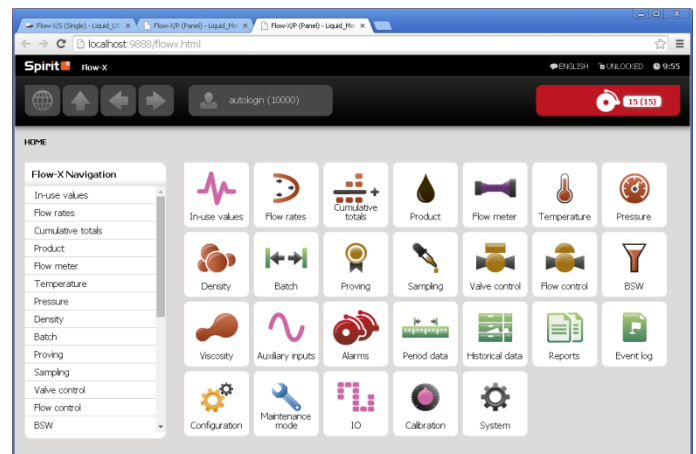 Flow-X/S (Single) - Liquid_US
Flow-X/P (Panel) - Liquid_Me
Flow-X/P (Panel) - Liquid_Me
localhost:9888/flowx.html
Spirit Flow-X
ENGLISH UNLOCKED 9:55
autologin (10000)
15 (15)
HOME
Flow-X Navigation
In-use values
Flow rates
Cumulative totals
Product
Flow meter
Temperature
Pressure
Density
Batch
Proving
Sampling
Valve control
Flow control
BSW
In-use values Flow rates Cumulative totals Product Flow meter Temperature Pressure
Density Batch Proving Sampling Valve control Flow control BSW
Viscosity Auxiliary inputs Alarms Period data Historical data Reports Event log
Configuration Maintenance mode IO Calibration System